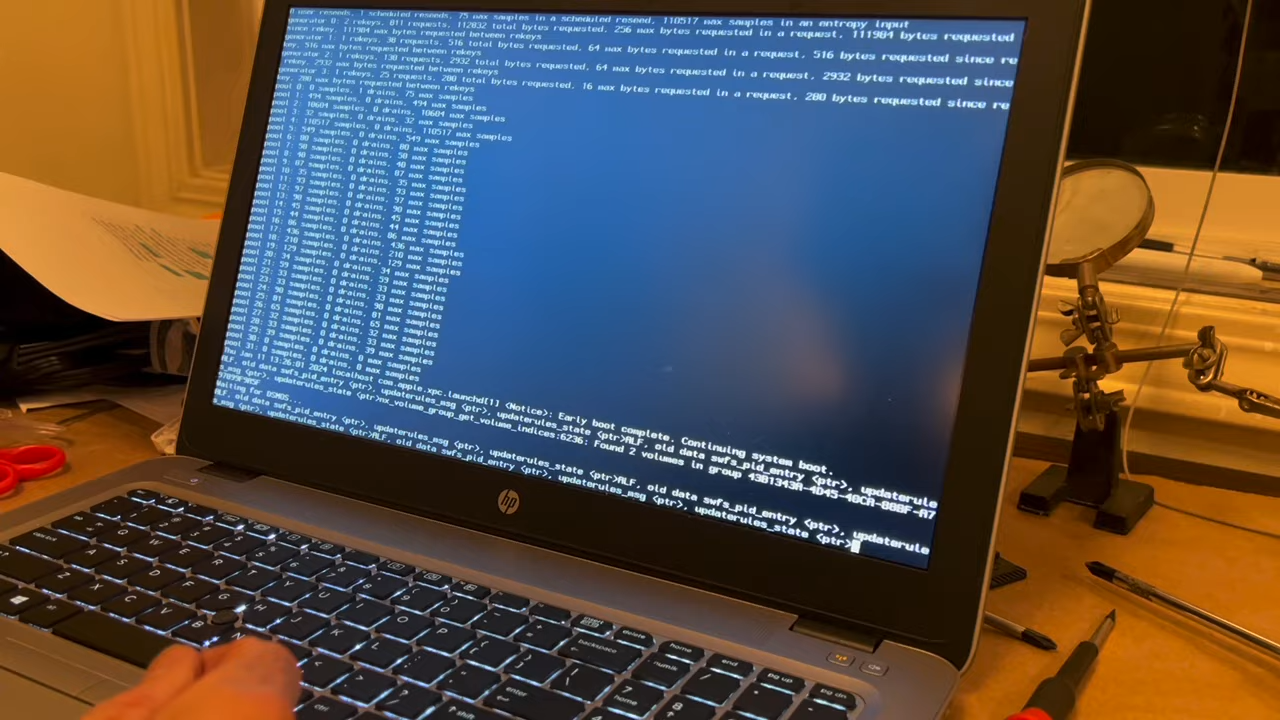 0 user reseeds, 1 scheduled reseeds, 75 max samples in a scheduled reseed, 110517 max samples in an entropy input
generator 0: 2 rekeys, 811 requests, 112032 total bytes requested, 256 max bytes requested in a request, 111984 bytes requested
since rekey, 111984 max bytes requested between rekeys
generator 1: 1 rekeys, 30 requests, 516 total bytes requested, 64 max bytes requested in a request, 516 bytes requested since re
key, 516 max bytes requested between rekeys
generator 2: 1 rekeys, 130 requests, 2932 total bytes requested, 64 max bytes requested in a request, 2932 bytes requested since
rekey, 2932 max bytes requested between rekeys
generator 3: 1 rekeys, 25 requests, 280 total bytes requested, 16 max bytes requested in a request, 280 bytes requested since re
key, 280 max bytes requested between rekeys
pool 0: 0 samples, 1 drains, 75 max samples
pool 1: 494 samples, 0 drains, 494 max samples
pool 2: 10604 samples, 0 drains, 10604 max samples
pool 3: 32 samples, 0 drains, 32 max samples
pool 4: 110517 samples, 0 drains, 110517 max samples
pool 5: 549 samples, 0 drains, 549 max samples
pool 6: 80 samples, 0 drains, 80 max samples
pool 7: 50 samples, 0 drains, 50 max samples
pool 8: 40 samples, 0 drains, 40 max samples
pool 9: 87 samples, 0 drains, 87 max samples
pool 10: 35 samples, 0 drains, 35 max samples
pool 11: 93 samples, 0 drains, 93 max samples
pool 12: 97 samples, 0 drains, 97 max samples
pool 13: 90 samples, 0 drains, 90 max samples
pool 14: 45 samples, 0 drains, 45 max samples
pool 15: 44 samples, 0 drains, 44 max samples
pool 16: 86 samples, 0 drains, 86 max samples
pool 17: 436 samples, 0 drains, 436 max samples
pool 18: 210 samples, 0 drains, 210 max samples
pool 19: 129 samples, 0 drains, 129 max samples
pool 20: 34 samples, 0 drains, 34 max samples
pool 21: 59 samples, 0 drains, 59 max samples
pool 22: 33 samples, 0 drains, 33 max samples
pool 23: 33 samples, 0 drains, 33 max samples
pool 24: 90 samples, 0 drains, 90 max samples
pool 25: 81 samples, 0 drains, 81 max samples
pool 26: 65 samples, 0 drains, 65 max samples
pool 27: 32 samples, 0 drains, 32 max samples
pool 28: 33 samples, 0 drains, 33 max samples
pool 29: 39 samples, 0 drains, 39 max samples
pool 30: 0 samples, 0 drains, 0 max samples
pool 31: 0 samples, 0 drains, 0 max samples
Thu Jan 11 13:26:01 2024 localhost com.apple.xpc.launchd[1] <Notice>: Early boot complete. Continuing system boot.
ALF, old data swfs_pid_entry <ptr>, updaterules_msg <ptr>, updaterules_state <ptr>ALF, old data swfs_pid_entry <ptr>, updaterule
s_msg <ptr>, updaterules_state <ptr>nx_volume_group_get_volume_indices:6236: Found 2 volumes in group 43B1343A-4D45-40CA-88BF-A7
Waiting for DSMOS...
ALF, old data swfs_pid_entry <ptr>, updaterules_msg <ptr>, updaterules_state <ptr>ALF, old data swfs_pid_entry <ptr>, updaterule
s_msg <ptr>, updaterules_state <ptr>ALF, old data swfs_pid_entry <ptr>, updaterules_msg <ptr>, updaterules_state <ptr>
hp
delete
home
end
pg up
pg dn
backspace
num lk
enter
shift
ctrl
E
R
Y
U
I
O
P
A
S
D
F
G
H
J
K
L
Z
X
C
V
B
7
home
8